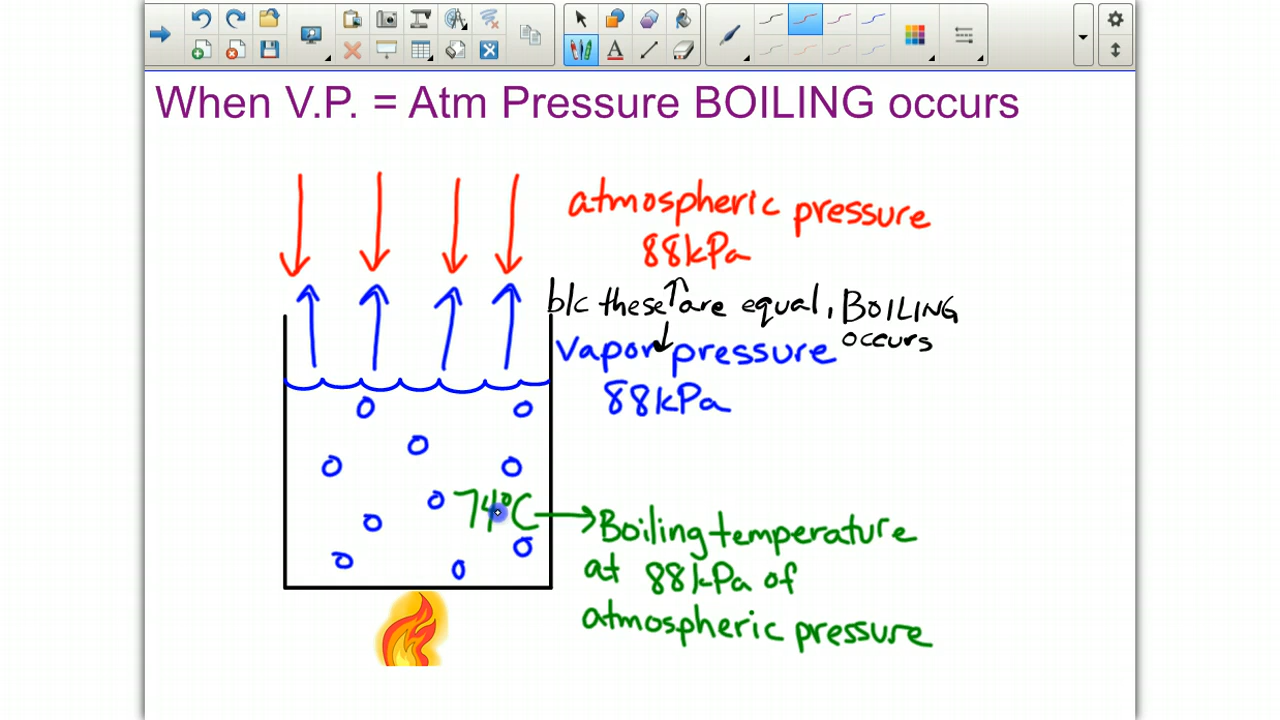 When V.P. = Atm Pressure BOILING occurs
atmospheric pressure
88kPa
b/c these are equal, BOILING
occurs
Vapor pressure
88kPa
74°C
Boiling temperature
at 88kPa of
atmospheric pressure